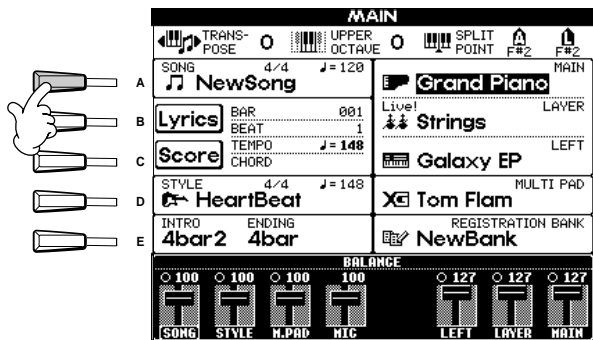 MAIN
TRANS-
POSE 0
UPPER
OCTAVE 0
SPLIT
POINT
A
F#2
L
F#2
A
SONG 4/4 ♩=120
NewSong
MAIN
Grand Piano
B
Lyrics
BAR 001
BEAT 1
Live! LAYER
Strings
C
Score
TEMPO ♩=148
CHORD
LEFT
Galaxy EP
D
STYLE 4/4 ♩=148
HeartBeat
MULTI PAD
XG Tom Flam
E
INTRO ENDING
4bar2 4bar
REGISTRATION BANK
NewBank
BALANCE
100 100 100 100 127 127 127
SONG STYLE M.PAD MIC LEFT LAYER MAIN